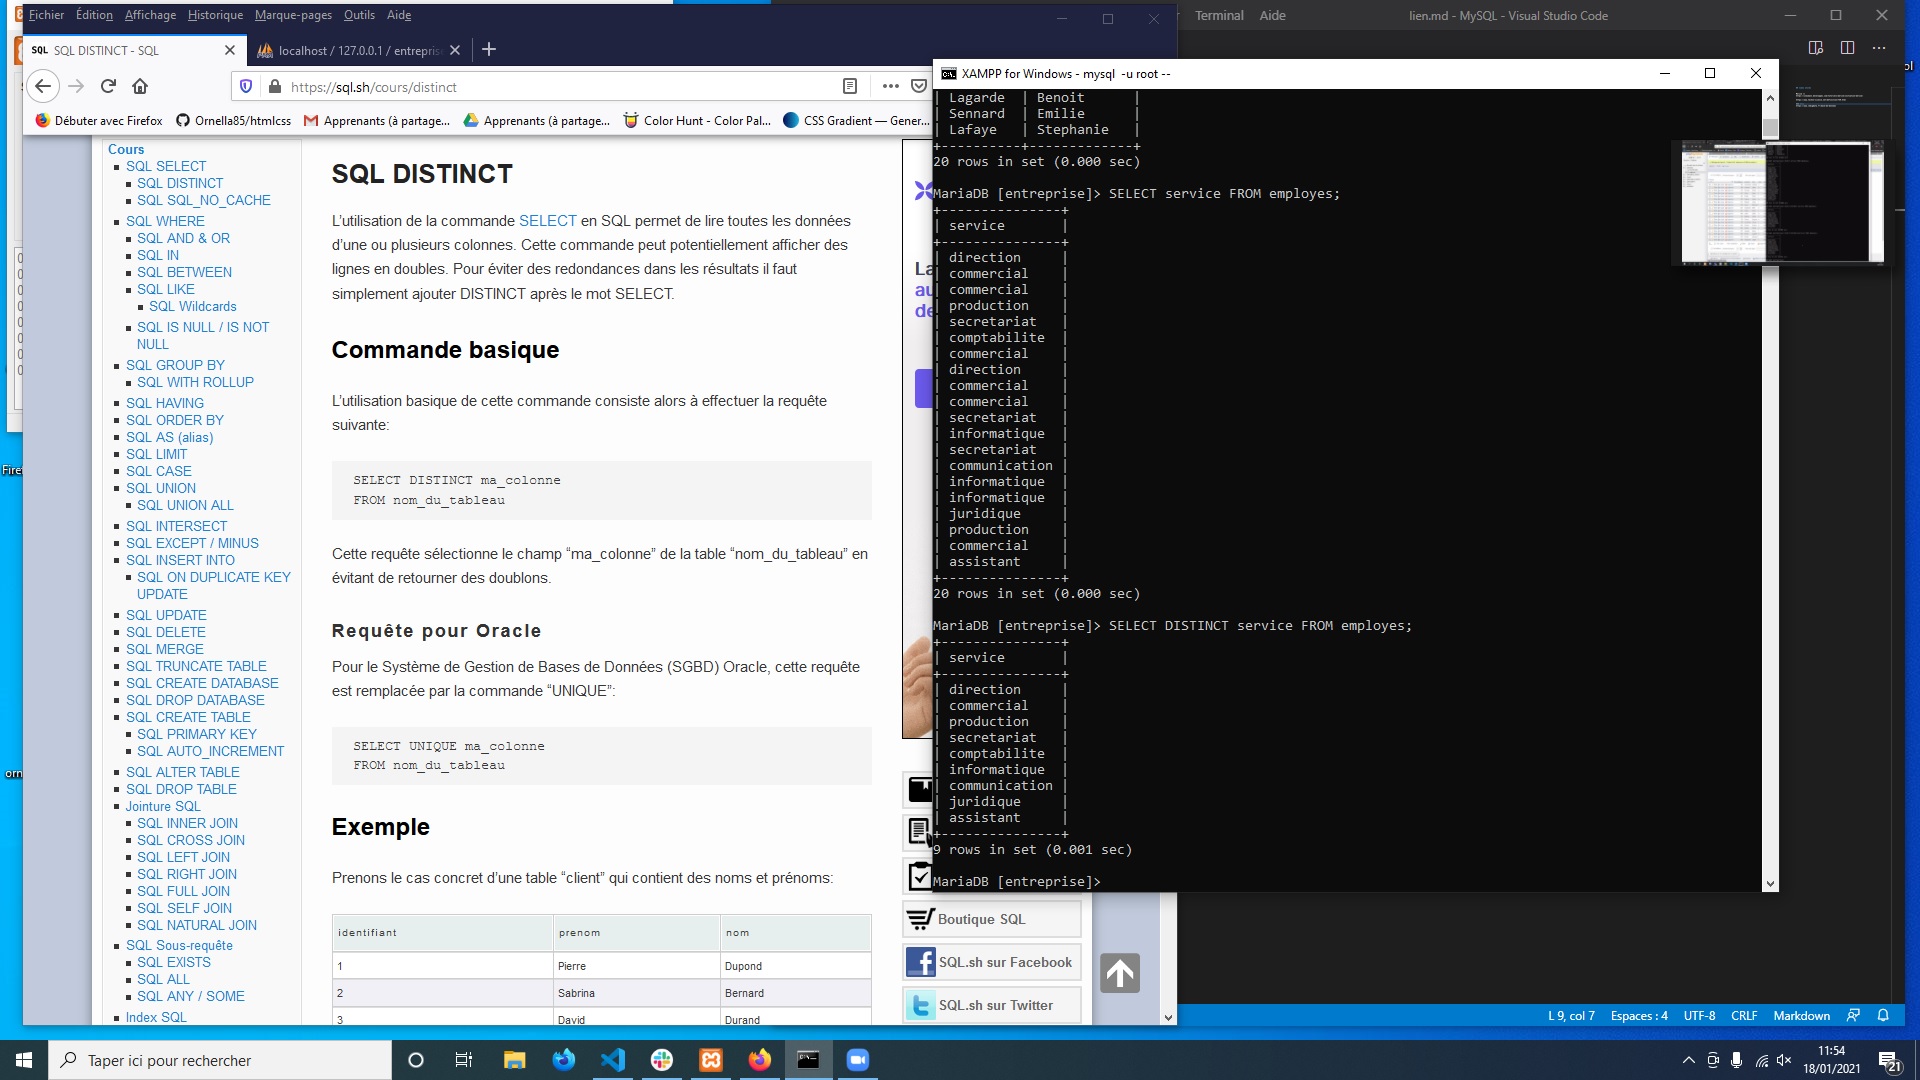 Fichier Édition Affichage Historique Marque-pages Outils Aide
SQL SQL DISTINCT - SQL
localhost / 127.0.0.1 / entrepris
https://sql.sh/cours/distinct
Débuter avec Firefox
Ornella85/htmlcss
Apprenants (à partage...
Apprenants (à partage...
Color Hunt - Color Pal...
CSS Gradient — Gener...
Cours
SQL SELECT
SQL DISTINCT
SQL SQL_NO_CACHE
SQL WHERE
SQL AND & OR
SQL IN
SQL BETWEEN
SQL LIKE
SQL Wildcards
SQL IS NULL / IS NOT
NULL
SQL GROUP BY
SQL WITH ROLLUP
SQL HAVING
SQL ORDER BY
SQL AS (alias)
SQL LIMIT
SQL CASE
SQL UNION
SQL UNION ALL
SQL INTERSECT
SQL EXCEPT / MINUS
SQL INSERT INTO
SQL ON DUPLICATE KEY
UPDATE
SQL UPDATE
SQL DELETE
SQL MERGE
SQL TRUNCATE TABLE
SQL CREATE DATABASE
SQL DROP DATABASE
SQL CREATE TABLE
SQL PRIMARY KEY
SQL AUTO_INCREMENT
SQL ALTER TABLE
SQL DROP TABLE
Jointure SQL
SQL INNER JOIN
SQL CROSS JOIN
SQL LEFT JOIN
SQL RIGHT JOIN
SQL FULL JOIN
SQL SELF JOIN
SQL NATURAL JOIN
SQL Sous-requête
SQL EXISTS
SQL ALL
SQL ANY / SOME
Index SQL
SQL DISTINCT
L'utilisation de la commande SELECT en SQL permet de lire toutes les données
d'une ou plusieurs colonnes. Cette commande peut potentiellement afficher des
lignes en doubles. Pour éviter des redondances dans les résultats il faut
simplement ajouter DISTINCT après le mot SELECT.
Commande basique
L'utilisation basique de cette commande consiste alors à effectuer la requête
suivante:
SELECT DISTINCT ma_colonne
FROM nom_du_tableau
Cette requête sélectionne le champ “ma_colonne” de la table “nom_du_tableau” en
évitant de retourner des doublons.
Requête pour Oracle
Pour le Système de Gestion de Bases de Données (SGBD) Oracle, cette requête
est remplacée par la commande “UNIQUE”:
SELECT UNIQUE ma_colonne
FROM nom_du_tableau
Exemple
Prenons le cas concret d'une table “client” qui contient des noms et prénoms:
identifiant prenom nom
1 Pierre Dupond
2 Sabrina Bernard
3 David Durand
La
au
de
Boutique SQL
SQL.sh sur Facebook
SQL.sh sur Twitter
Terminal Aide
lien.md - MySQL - Visual Studio Code
XAMPP for Windows - mysql -u root --
| Lagarde | Benoit |
| Sennard | Emilie |
| Lafaye | Stephanie |
+----------+-------------+
20 rows in set (0.000 sec)
MariaDB [entreprise]> SELECT service FROM employes;
+---------------+
| service |
+---------------+
| direction |
| commercial |
| commercial |
| production |
| secretariat |
| comptabilite |
| commercial |
| direction |
| commercial |
| commercial |
| secretariat |
| informatique |
| secretariat |
| communication |
| informatique |
| informatique |
| juridique |
| production |
| commercial |
| assistant |
+---------------+
20 rows in set (0.000 sec)
MariaDB [entreprise]> SELECT DISTINCT service FROM employes;
+---------------+
| service |
+---------------+
| direction |
| commercial |
| production |
| secretariat |
| comptabilite |
| informatique |
| communication |
| juridique |
| assistant |
+---------------+
9 rows in set (0.001 sec)
MariaDB [entreprise]>
L 9, col 7 Espaces : 4 UTF-8 CRLF Markdown
Taper ici pour rechercher
11:54
18/01/2021
21